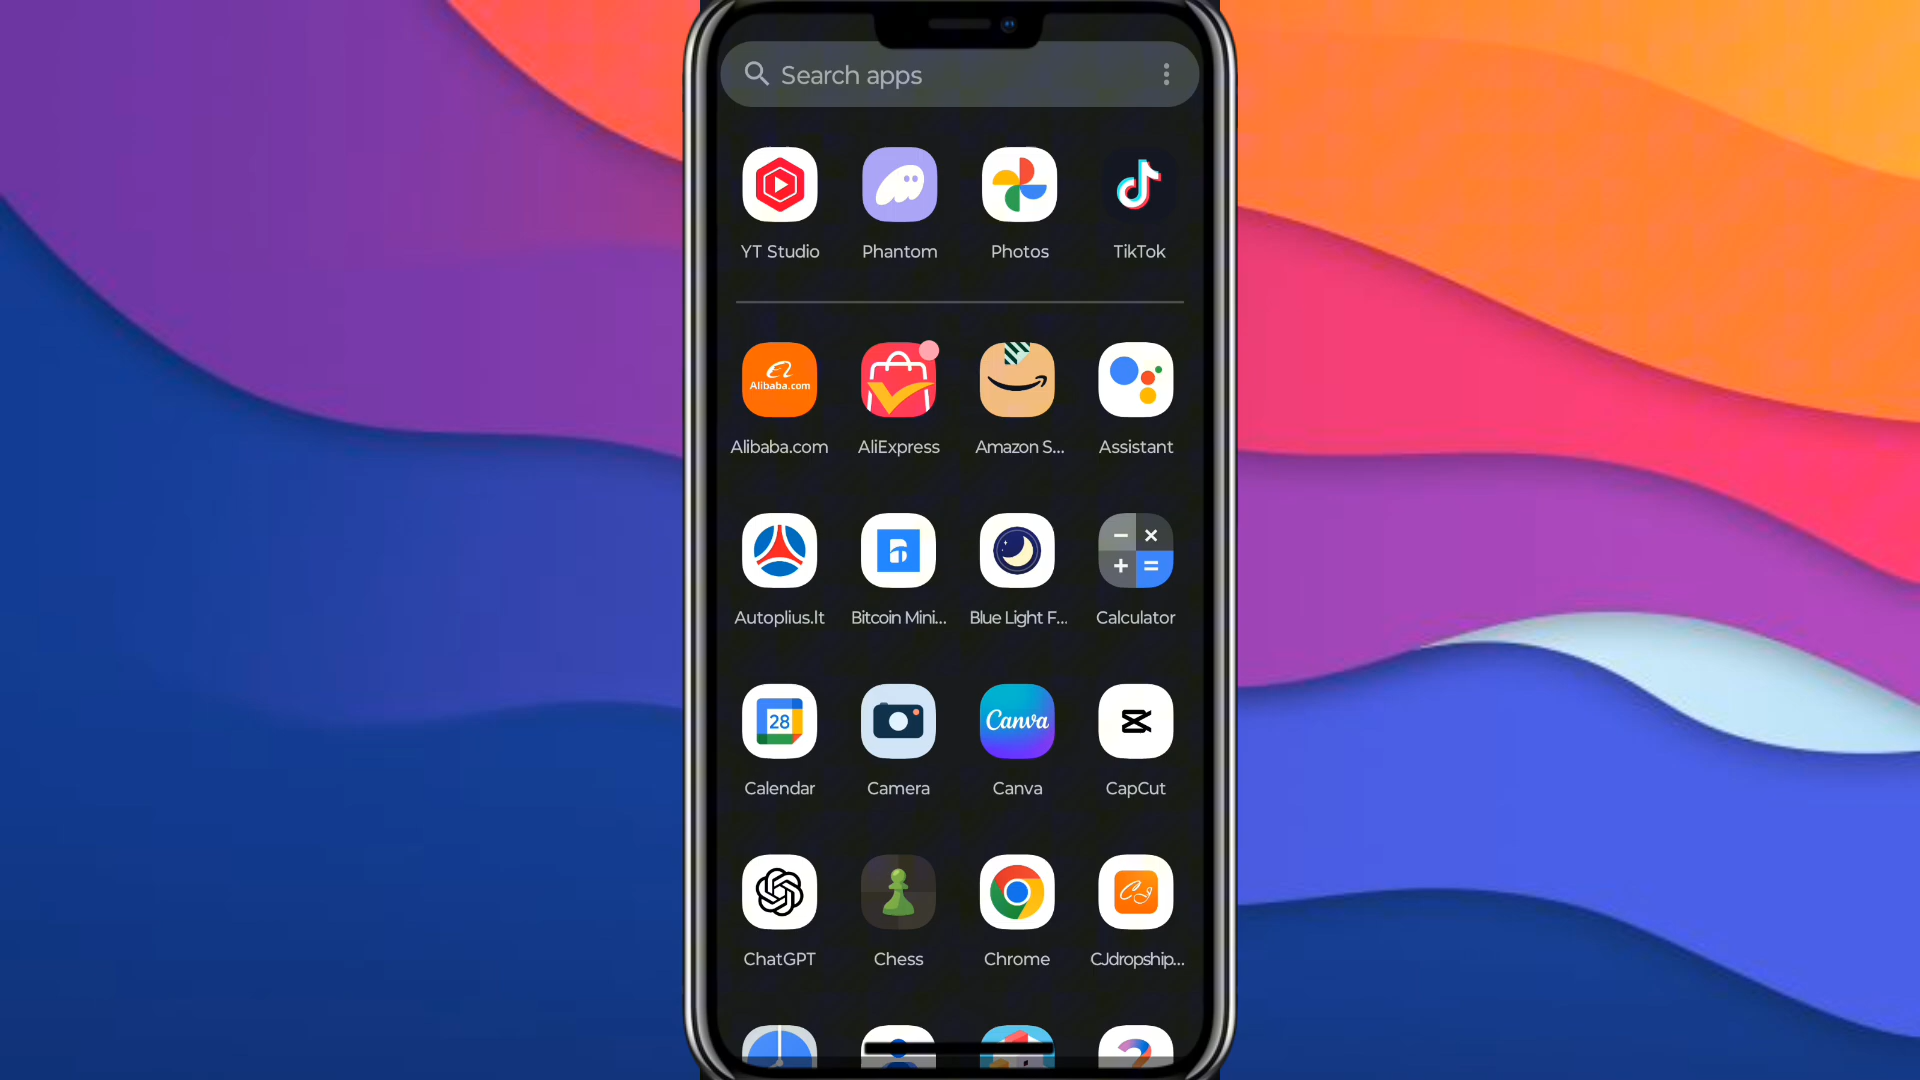 Search apps
YT Studio Phantom Photos TikTok
Alibaba.com
Alibaba.com AliExpress Amazon S... Assistant
Autoplius.lt Bitcoin Mini... Blue Light F... Calculator
28 Canva
Calendar Camera Canva CapCut
CJ
ChatGPT Chess Chrome CJdropship...